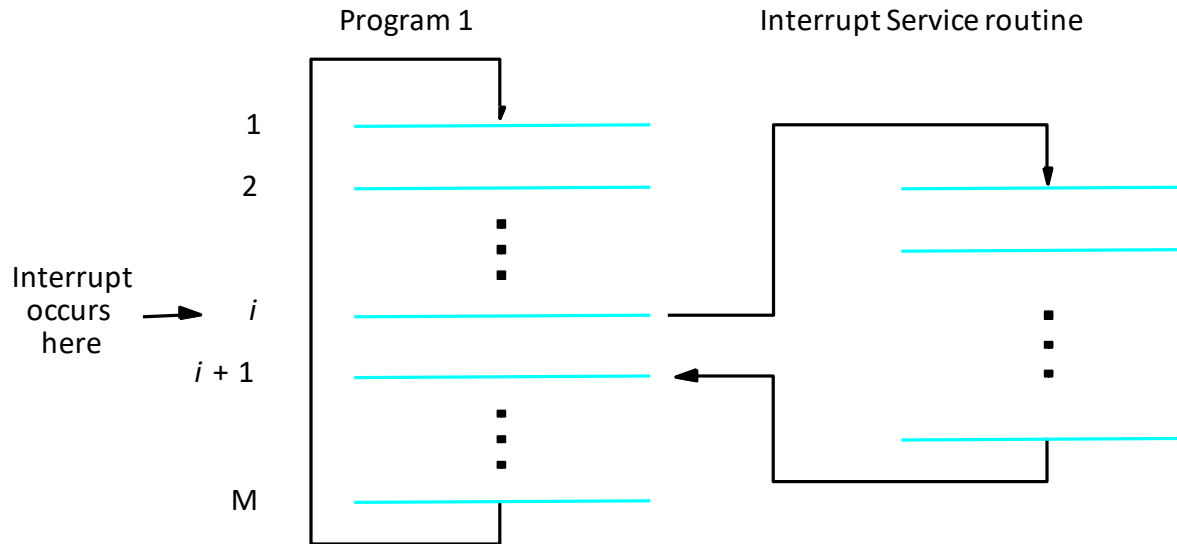 Program 1
Interrupt Service routine
1
2
Interrupt
occurs
here
i
i + 1
M